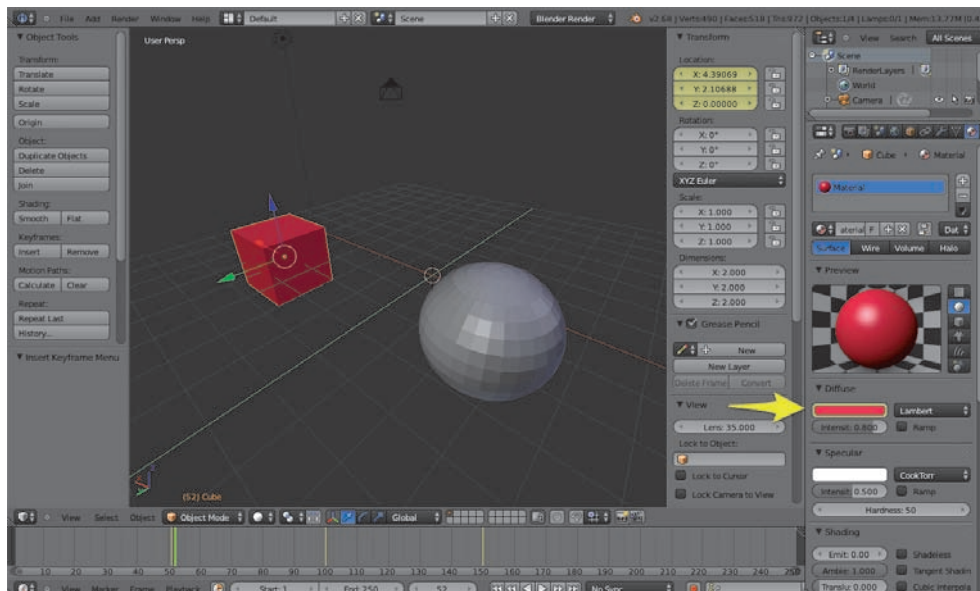 File Add Render Window Help Default Scene Blender Render v2.68 | Verts:490 | Faces:518 | Tris:972 | Objects:1/4 | Lamps:0/1 | Mem:13.77M
Object Tools
Transform:
Translate
Rotate
Scale
Origin
Object:
Duplicate Objects
Delete
Join
Shading:
Smooth Flat
Keyframes:
Insert Remove
Motion Paths:
Calculate Clear
Repeat:
Repeat Last
History...
Insert Keyframe Menu
User Persp
(52) Cube
Transform
Location:
X: 4.39069
Y: 2.10688
Z: 0.00000
Rotation:
X: 0°
Y: 0°
Z: 0°
XYZ Euler
Scale:
X: 1.000
Y: 1.000
Z: 1.000
Dimensions:
X: 2.000
Y: 2.000
Z: 2.000
Grease Pencil
New
New Layer
Delete Frame Convert
View
Lens: 35.000
Lock to Object:
Lock to Cursor
Lock Camera to View
View Search All Scenes
Scene
RenderLayers
World
Camera
Cube Material
Material
aterial F Dat
Surface Wire Volume Halo
Preview
Diffuse
Lambert
Intensit: 0.800 Ramp
Specular
CookTorr
Intensit: 0.500 Ramp
Hardness: 50
Shading
Emit: 0.00 Shadeless
Ambie: 1.000 Tangent Shadin
Translu: 0.000 Cubic Interpola
View Select Object Object Mode Global
10 20 30 40 50 60 70 80 90 100 110 120 130 140 150 160 170 180 190 200 210 220 230 240 250
View Marker Frame Playback Start: 1 End: 250 52 No Sync